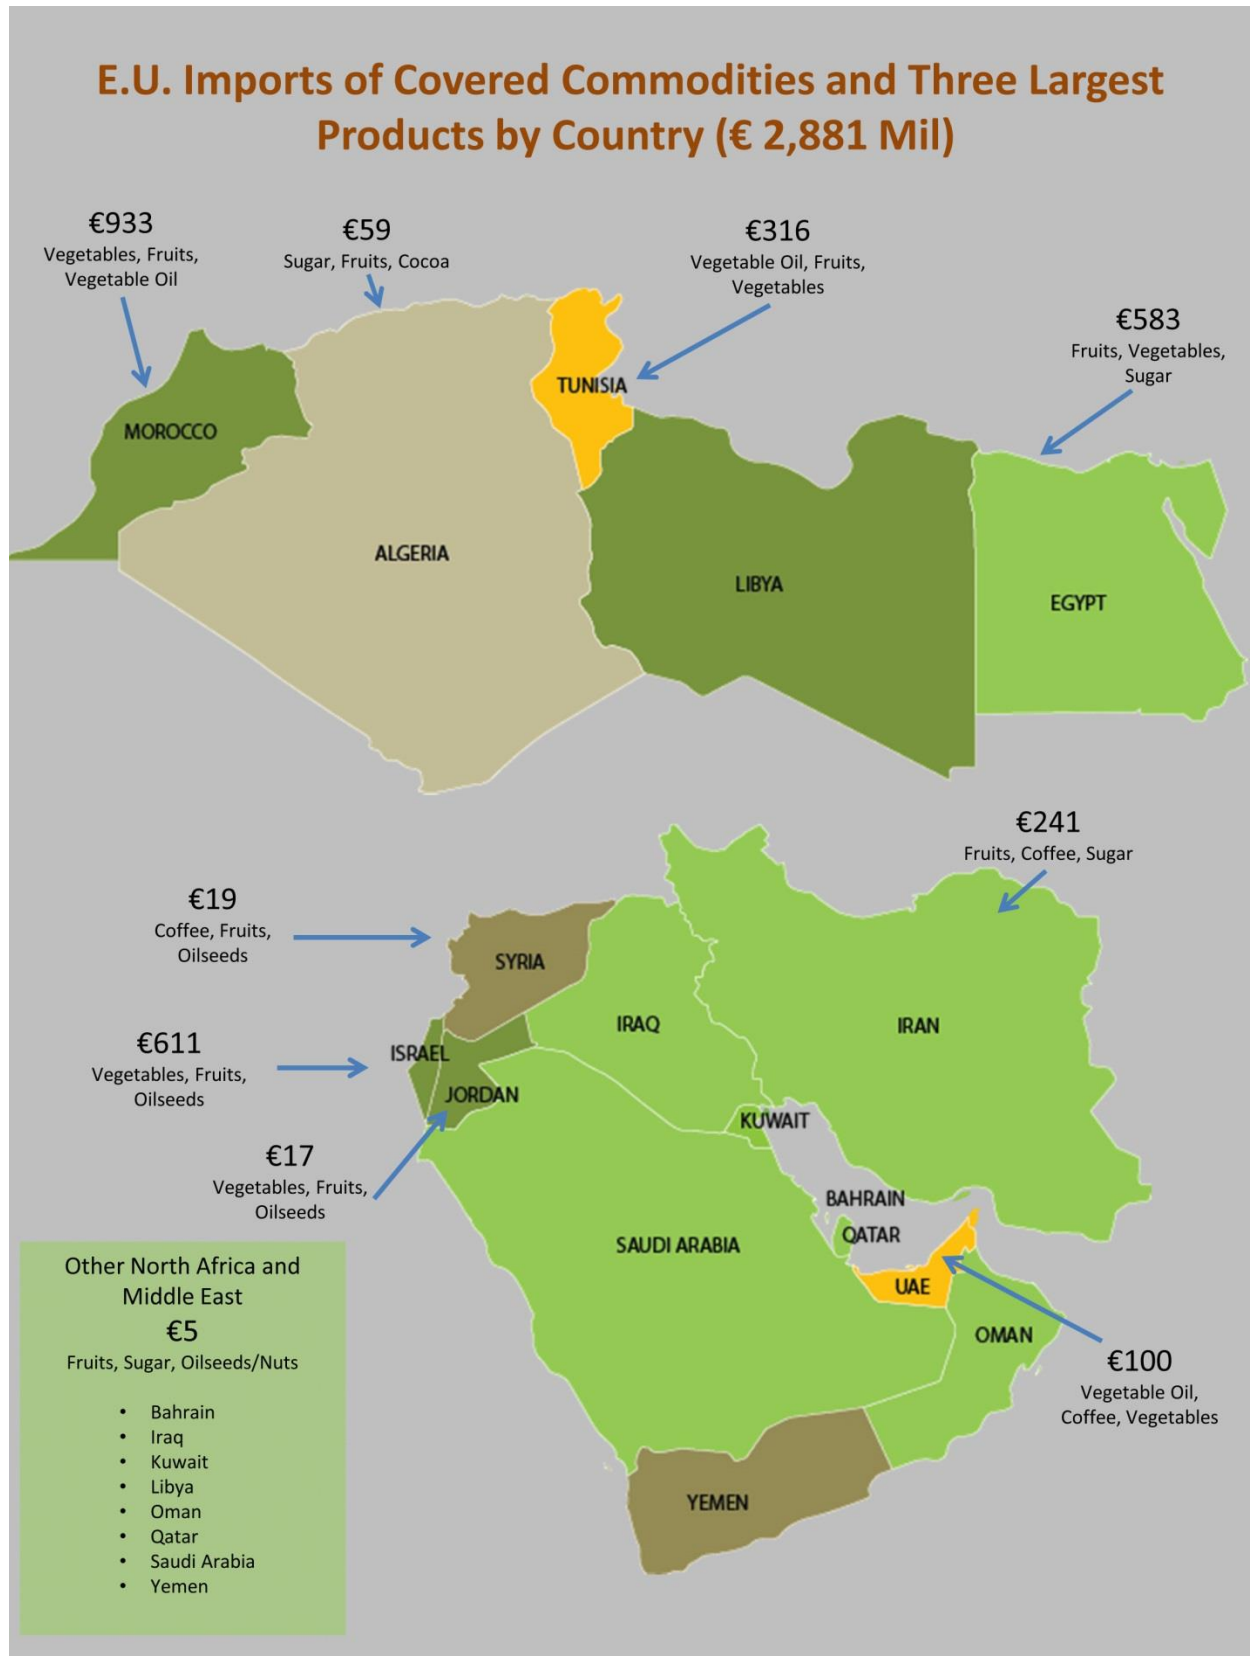 E.U. Imports of Covered Commodities and Three Largest
Products by Country (€ 2,881 Mil)
€933
Vegetables, Fruits,
Vegetable Oil
€59
Sugar, Fruits, Cocoa
€316
Vegetable Oil, Fruits,
Vegetables
€583
Fruits, Vegetables,
Sugar
TUNISIA
MOROCCO
ALGERIA
LIBYA
EGYPT
€241
Fruits, Coffee, Sugar
€19
Coffee, Fruits,
Oilseeds
SYRIA
IRAQ
IRAN
€611
Vegetables, Fruits,
Oilseeds
ISRAEL
JORDAN
KUWAIT
€17
Vegetables, Fruits,
Oilseeds
BAHRAIN
QATAR
SAUDI ARABIA
UAE
OMAN
€100
Vegetable Oil,
Coffee, Vegetables
YEMEN
Other North Africa and
Middle East
€5
Fruits, Sugar, Oilseeds/Nuts
• Bahrain
• Iraq
• Kuwait
• Libya
• Oman
• Qatar
• Saudi Arabia
• Yemen